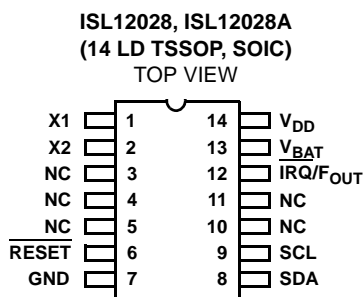 ISL12028, ISL12028A
(14 LD TSSOP, SOIC)
TOP VIEW
X1 1 14 VDD
X2 2 13 VBAT
NC 3 12 IRQ/FOUT
NC 4 11 NC
NC 5 10 NC
RESET 6 9 SCL
GND 7 8 SDA